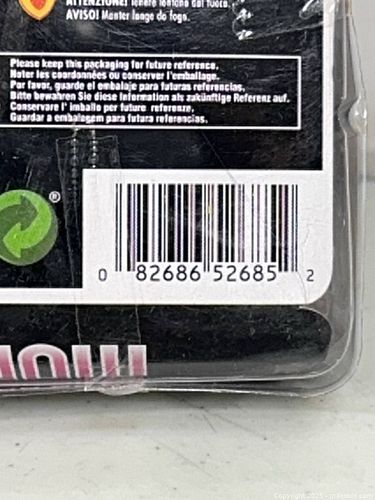 ATTENZIONE! Tenere lontano dal fuoco.
AVISO! Manter longe do fogo.
Please keep this packaging for future reference.
Noter les coordonnées ou conserver l'emballage.
Por favor, guarde el embalaje para futuras referencias.
Bitte bewahren Sie diese Information als zukünftige Referenz auf.
Conservare l' imballo per future referenze.
Guardar a embalagem para futura referencias.
®
0 82686 52685 2